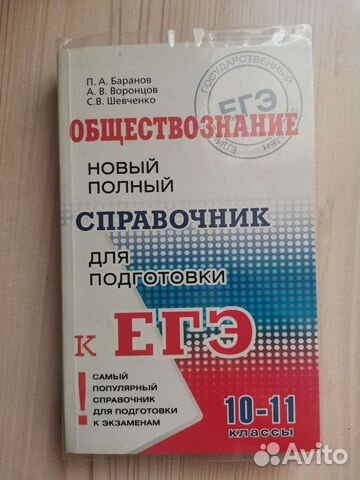 П. А. Баранов
А. В. Воронцов
С.В. Шевченко
ГОСУДАРСТВЕННЫЙ
ЕГЭ
ОБЩЕСТВОЗНАНИЕ
НОВЫЙ
ПОЛНЫЙ
СПРАВОЧНИК
ДЛЯ
ПОДГОТОВКИ
К ЕГЭ
! САМЫЙ
ПОПУЛЯРНЫЙ
СПРАВОЧНИК
ДЛЯ ПОДГОТОВКИ
К ЭКЗАМЕНАМ
10-11
классы
Avito